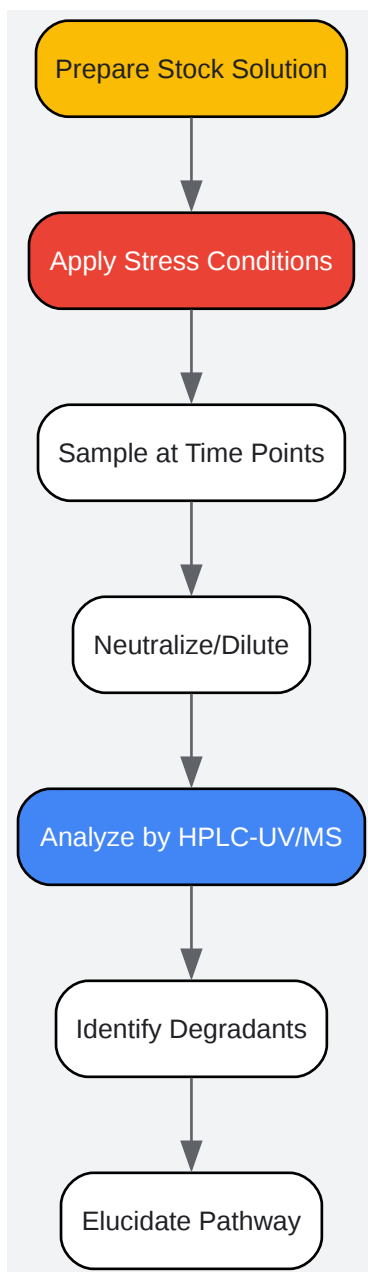 Prepare Stock Solution
Apply Stress Conditions
Sample at Time Points
Neutralize/Dilute
Analyze by HPLC-UV/MS
Identify Degradants
Elucidate Pathway